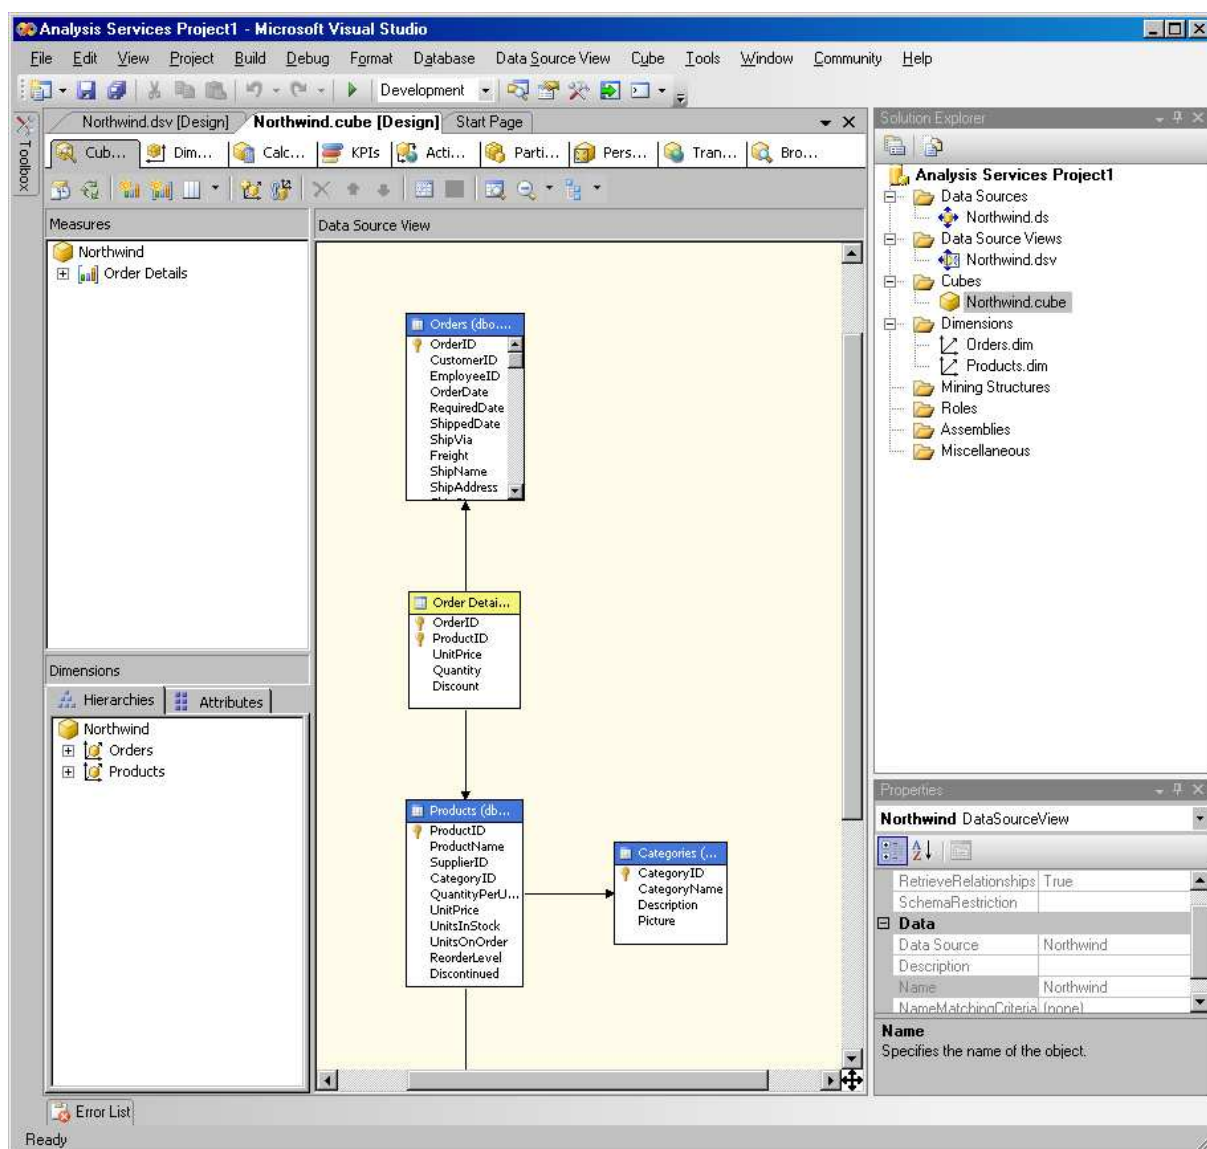 Analysis Services Project1 - Microsoft Visual Studio
File Edit View Project Build Debug Format Database Data Source View Cube Tools Window Community Help
Development
Toolbox
Northwind.dsv [Design] Northwind.cube [Design] Start Page
Cub... Dim... Calc... KPIs Acti... Parti... Pers... Tran... Bro...
Measures
Northwind
Order Details
Dimensions
Hierarchies Attributes
Northwind
Orders
Products
Data Source View
Orders (dbo....
OrderID
CustomerID
EmployeeID
OrderDate
RequiredDate
ShippedDate
ShipVia
Freight
ShipName
ShipAddress
Order Detai...
OrderID
ProductID
UnitPrice
Quantity
Discount
Products (db...
ProductID
ProductName
SupplierID
CategoryID
QuantityPerU...
UnitPrice
UnitsInStock
UnitsOnOrder
ReorderLevel
Discontinued
Categories (...
CategoryID
CategoryName
Description
Picture
Solution Explorer
Analysis Services Project1
Data Sources
Northwind.ds
Data Source Views
Northwind.dsv
Cubes
Northwind.cube
Dimensions
Orders.dim
Products.dim
Mining Structures
Roles
Assemblies
Miscellaneous
Properties
Northwind DataSourceView
RetrieveRelationships True
SchemaRestriction
Data
Data Source Northwind
Description
Name Northwind
NameMatchingCriteria (none)
Name
Specifies the name of the object.
Error List
Ready